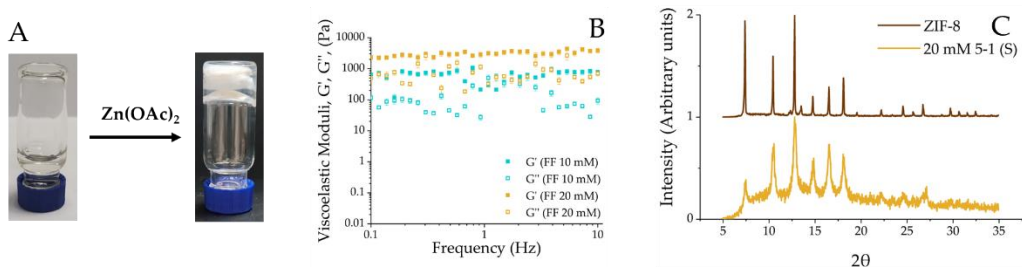 A
Zn(OAc)₂
B
Viscoelastic Moduli, G', G'', (Pa)
10000
1000
100
10
1
0.1
0.01
0.1
1
10
Frequency (Hz)
G' (FF 10 mM)
G'' (FF 10 mM)
G' (FF 20 mM)
G'' (FF 20 mM)
C
Intensity (Arbitrary units)
2
1
0
5
10
15
20
25
30
35
2θ
ZIF-8
20 mM 5-1 (S)